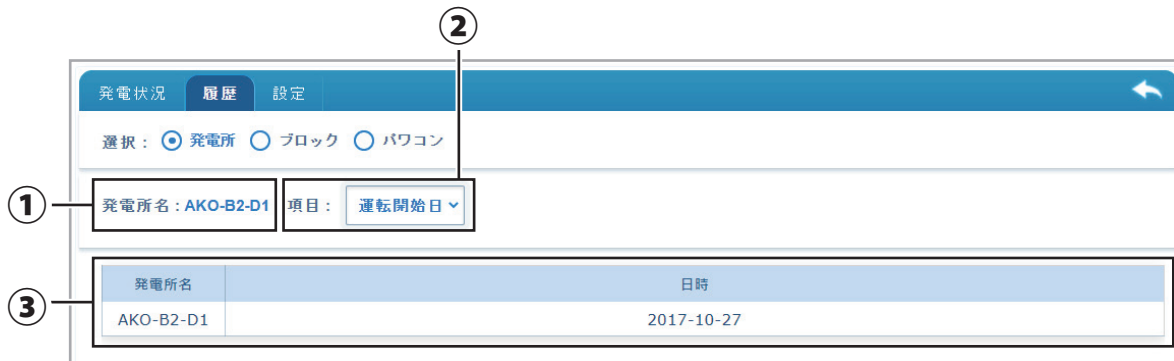 ②
発電状況 履歴 設定
選択： 発電所 ブロック パワコン
① 発電所名：AKO-B2-D1 項目： 運転開始日
③
発電所名 日時
AKO-B2-D1 2017-10-27